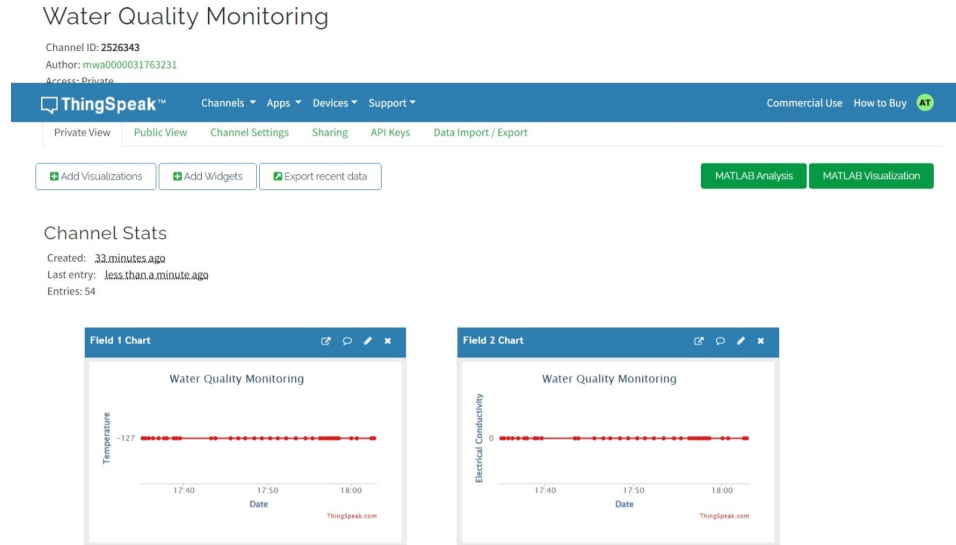 Water Quality Monitoring
Channel ID: 2526343
Author: mwa0000031763231
Access: Private
ThingSpeak™ Channels Apps Devices Support Commercial Use How to Buy AT
Private View Public View Channel Settings Sharing API Keys Data Import / Export
Add Visualizations Add Widgets Export recent data MATLAB Analysis MATLAB Visualization
Channel Stats
Created: 33 minutes ago
Last entry: less than a minute ago
Entries: 54
Field 1 Chart
Water Quality Monitoring
Temperature
-127
17:40 17:50 18:00
Date
ThingSpeak.com
Field 2 Chart
Water Quality Monitoring
Electrical Conductivity
0
17:40 17:50 18:00
Date
ThingSpeak.com